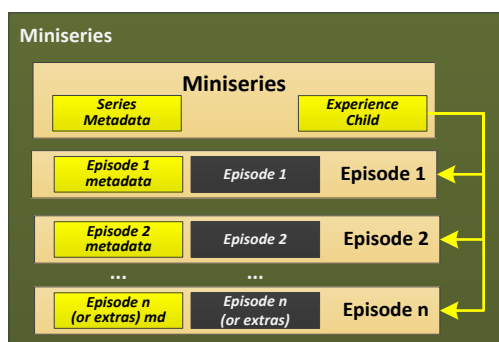 Miniseries
Miniseries
Series
Metadata
Experience
Child
Episode 1
metadata
Episode 1
Episode 1
Episode 2
metadata
Episode 2
Episode 2
...
...
Episode n
(or extras) md
Episode n
(or extras)
Episode n